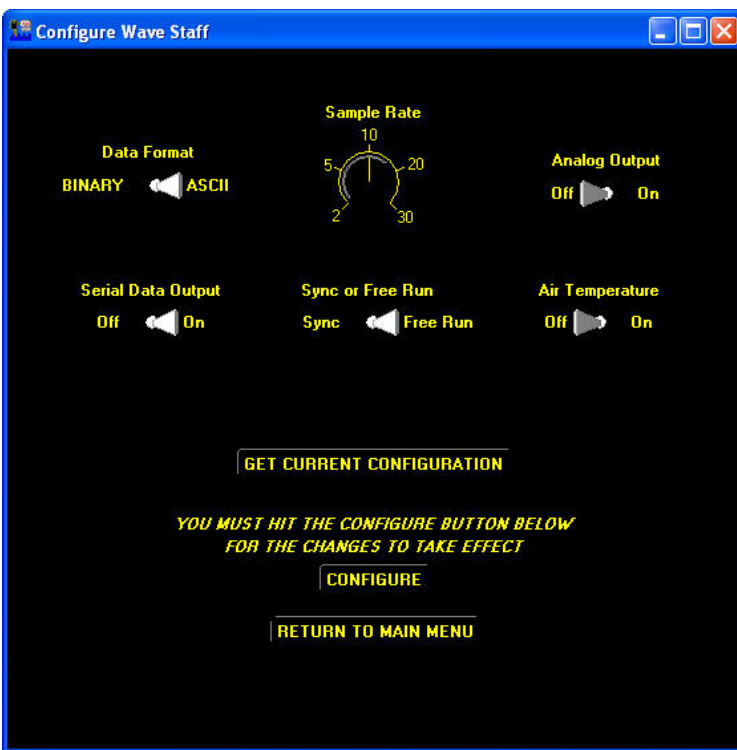 Configure Wave Staff
Sample Rate
10
5
20
2
30
Data Format
BINARY
ASCII
Analog Output
Off
On
Serial Data Output
Off
On
Sync or Free Run
Sync
Free Run
Air Temperature
Off
On
GET CURRENT CONFIGURATION
YOU MUST HIT THE CONFIGURE BUTTON BELOW
FOR THE CHANGES TO TAKE EFFECT
CONFIGURE
RETURN TO MAIN MENU